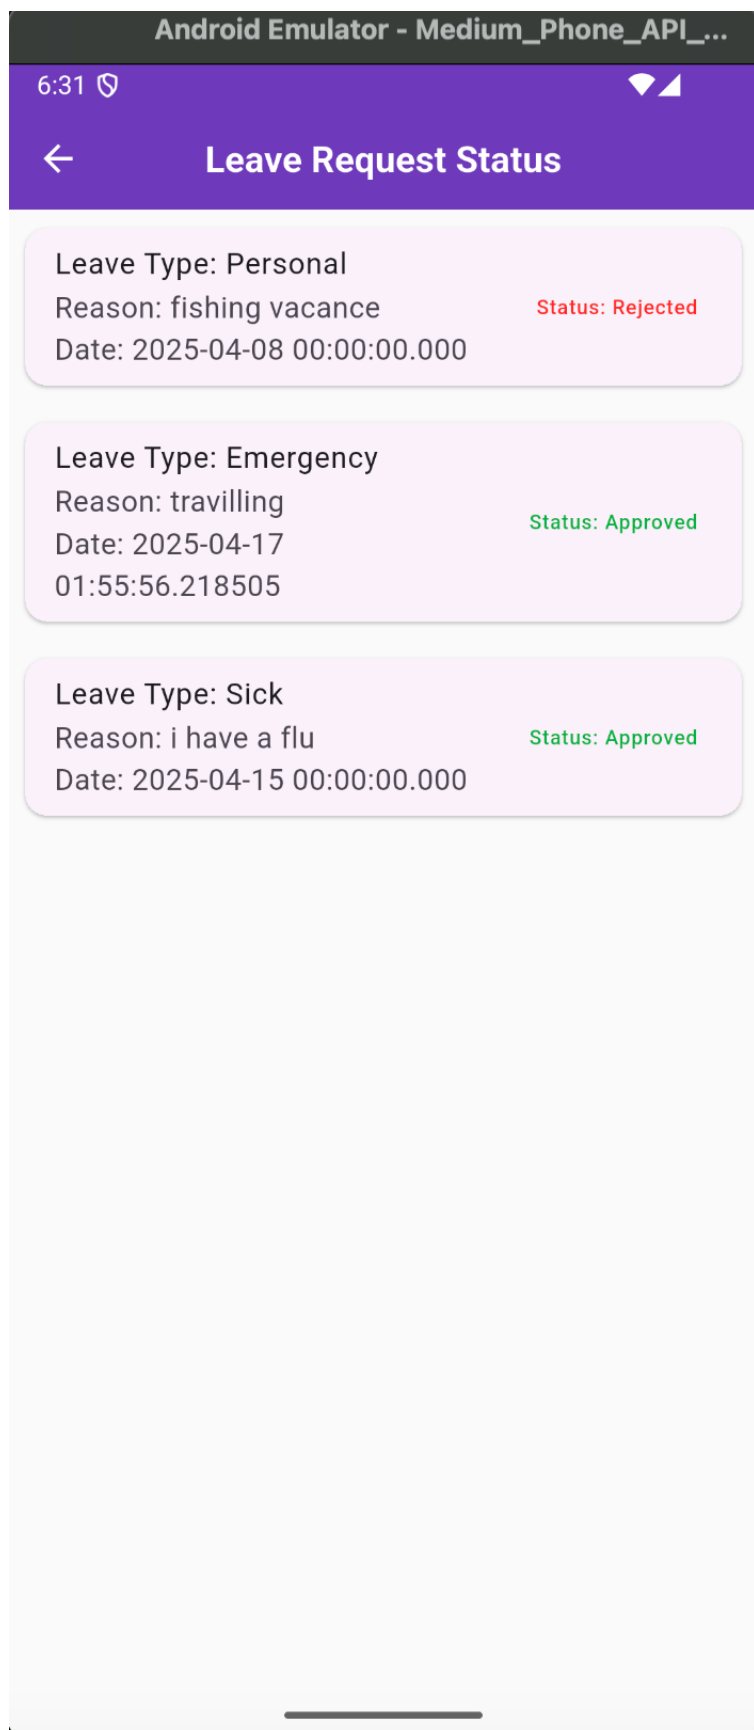 Android Emulator - Medium_Phone_API_...
6:31
Leave Request Status
Leave Type: Personal
Reason: fishing vacance
Status: Rejected
Date: 2025-04-08 00:00:00.000
Leave Type: Emergency
Reason: travilling
Status: Approved
Date: 2025-04-17
01:55:56.218505
Leave Type: Sick
Reason: i have a flu
Status: Approved
Date: 2025-04-15 00:00:00.000